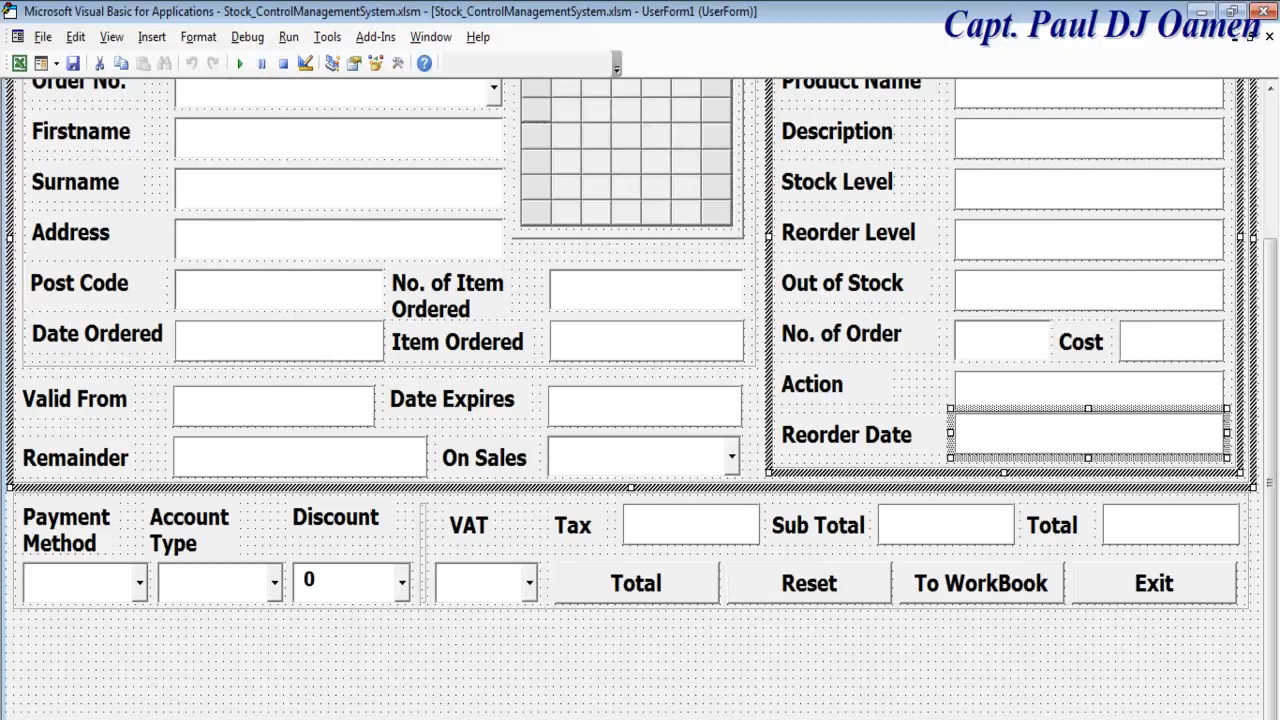 Microsoft Visual Basic for Applications - Stock_ControlManagementSystem.xlsm - [Stock_ControlManagementSystem.xlsm - UserForm1 (UserForm)]
Capt. Paul DJ Oamen
File Edit View Insert Format Debug Run Tools Add-Ins Window Help
Order No.
Product Name
Firstname
Description
Surname
Stock Level
Address
Reorder Level
Post Code
No. of Item
Ordered
Out of Stock
Date Ordered
Item Ordered
No. of Order
Cost
Action
Valid From
Date Expires
Reorder Date
Remainder
On Sales
Payment
Method
Account
Type
Discount
VAT
Tax
Sub Total
Total
0
Total
Reset
To WorkBook
Exit